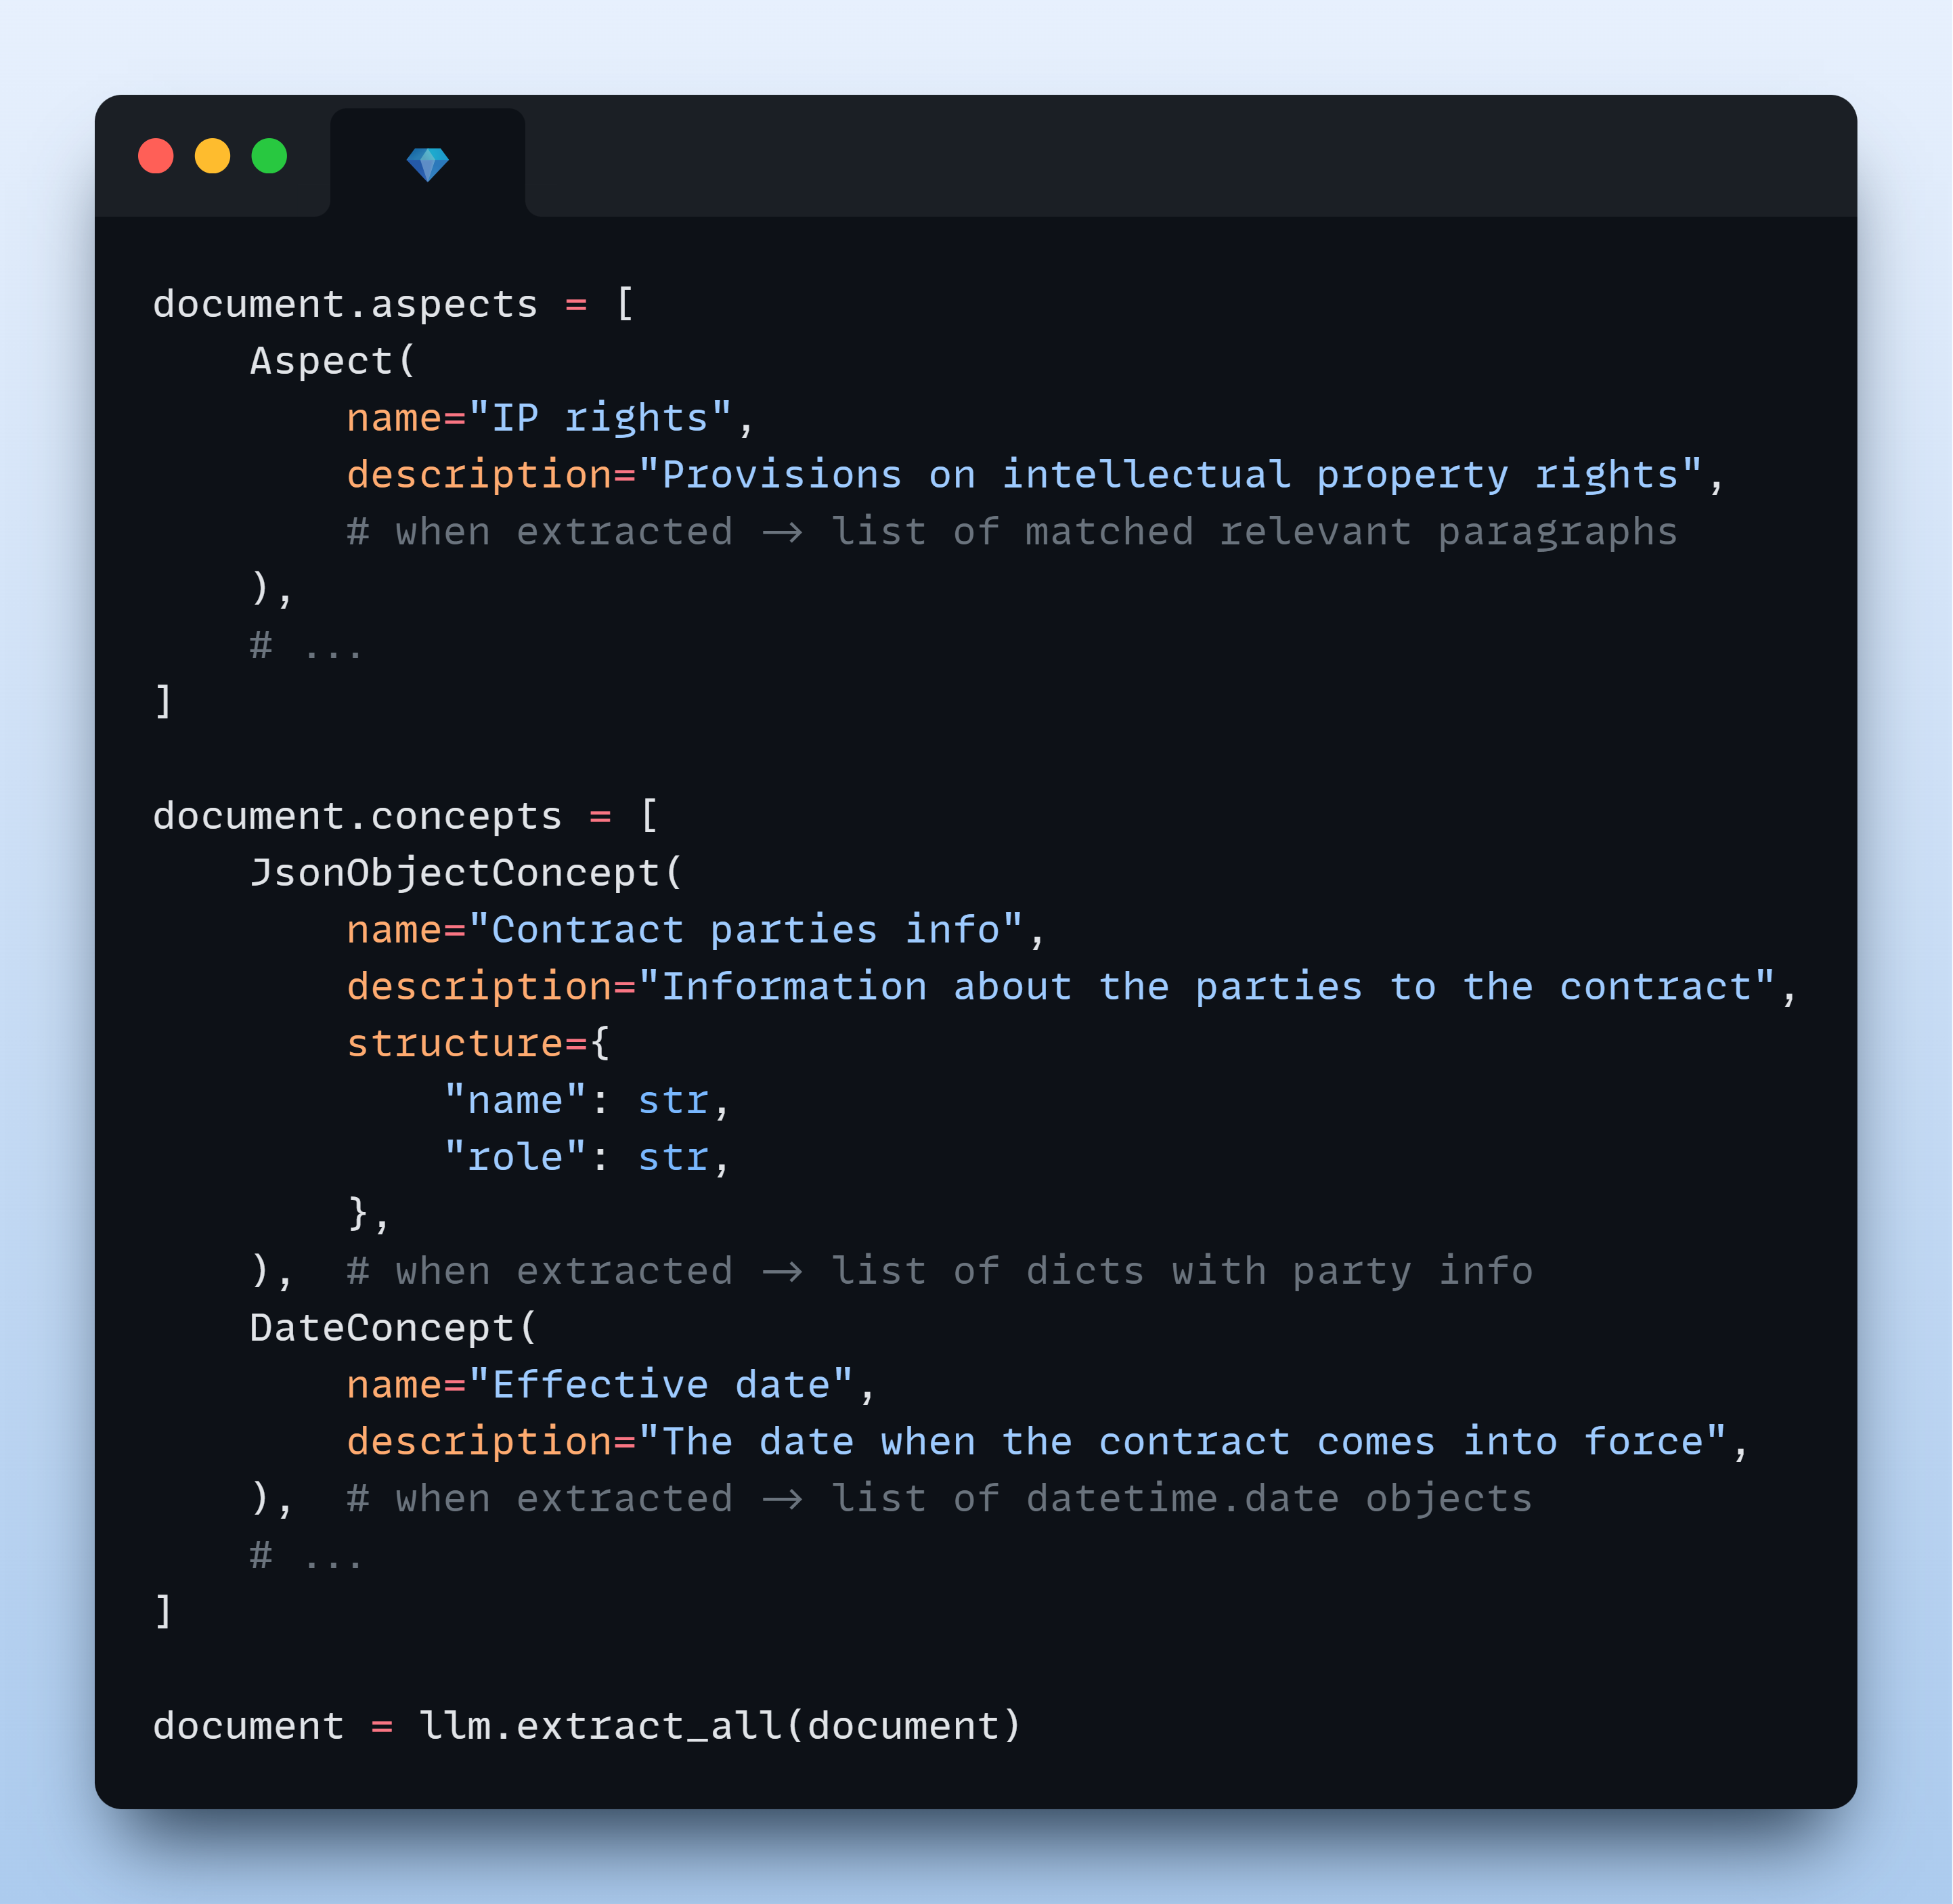 document.aspects = [
    Aspect(
        name="IP rights",
        description="Provisions on intellectual property rights",
        # when extracted -> list of matched relevant paragraphs
    ),
    # ...
]

document.concepts = [
    JsonObjectConcept(
        name="Contract parties info",
        description="Information about the parties to the contract",
        structure={
            "name": str,
            "role": str,
        },
    ),  # when extracted -> list of dicts with party info
    DateConcept(
        name="Effective date",
        description="The date when the contract comes into force",
    ),  # when extracted -> list of datetime.date objects
    # ...
]

document = llm.extract_all(document)